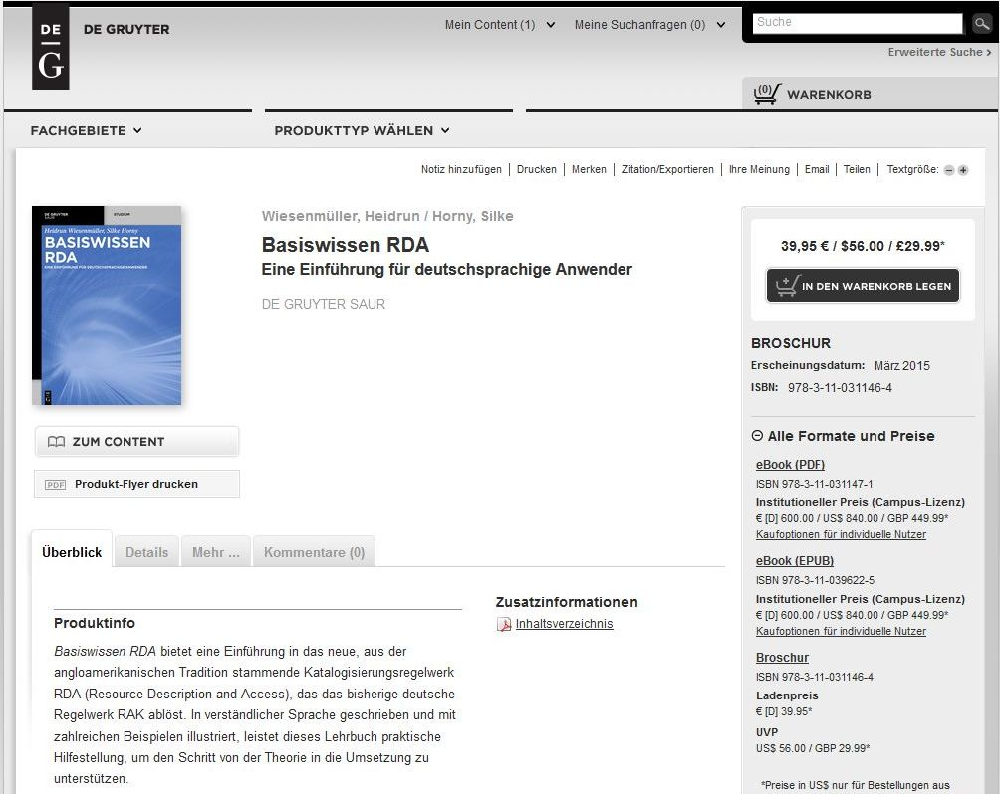 DE
G
DE GRUYTER
Mein Content (1)
Meine Suchanfragen (0)
Suche
Erweiterte Suche >
(0) WARENKORB
FACHGEBIETE
PRODUKTTYP WÄHLEN
Notiz hinzufügen | Drucken | Merken | Zitation/Exportieren | Ihre Meinung | Email | Teilen | Textgröße: - +
DE GRUYTER
SAUR
STUDIUM
Heidrun Wiesenmüller, Silke Horny
BASISWISSEN
RDA
EINE EINFÜHRUNG FÜR DEUTSCHSPRACHIGE ANWENDER
G
ZUM CONTENT
PDF Produkt-Flyer drucken
Wiesenmüller, Heidrun / Horny, Silke
Basiswissen RDA
Eine Einführung für deutschsprachige Anwender
DE GRUYTER SAUR
39,95 € / $56.00 / £29.99*
IN DEN WARENKORB LEGEN
BROSCHUR
Erscheinungsdatum: März 2015
ISBN: 978-3-11-031146-4
Alle Formate und Preise
eBook (PDF)
ISBN 978-3-11-031147-1
Institutioneller Preis (Campus-Lizenz)
€ [D] 600.00 / US$ 840.00 / GBP 449.99*
Kaufoptionen für individuelle Nutzer
eBook (EPUB)
ISBN 978-3-11-039622-5
Institutioneller Preis (Campus-Lizenz)
€ [D] 600.00 / US$ 840.00 / GBP 449.99*
Kaufoptionen für individuelle Nutzer
Broschur
ISBN 978-3-11-031146-4
Ladenpreis
€ [D] 39.95*
UVP
US$ 56.00 / GBP 29.99*
*Preise in US$ nur für Bestellungen aus
Überblick
Details
Mehr ...
Kommentare (0)
Produktinfo
Basiswissen RDA bietet eine Einführung in das neue, aus der
angloamerikanischen Tradition stammende Katalogisierungsregelwerk
RDA (Resource Description and Access), das das bisherige deutsche
Regelwerk RAK ablöst. In verständlicher Sprache geschrieben und mit
zahlreichen Beispielen illustriert, leistet dieses Lehrbuch praktische
Hilfestellung, um den Schritt von der Theorie in die Umsetzung zu
unterstützen.
Zusatzinformationen
Inhaltsverzeichnis